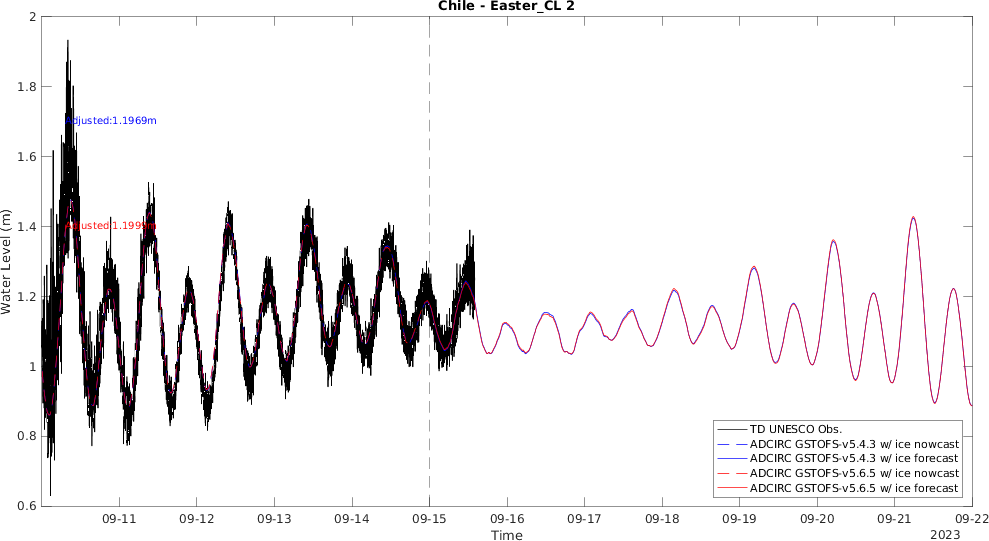 Chile - Easter_CL 2
Water Level (m)
2
1.8
1.6
1.4
1.2
1
0.8
0.6
Adjusted:1.1969m
Adjusted:1.1999m
TD UNESCO Obs.
ADCIRC GSTOFS-v5.4.3 w/ ice nowcast
ADCIRC GSTOFS-v5.4.3 w/ ice forecast
ADCIRC GSTOFS-v5.6.5 w/ ice nowcast
ADCIRC GSTOFS-v5.6.5 w/ ice forecast
09-11 09-12 09-13 09-14 09-15 09-16 09-17 09-18 09-19 09-20 09-21 09-22
Time
2023